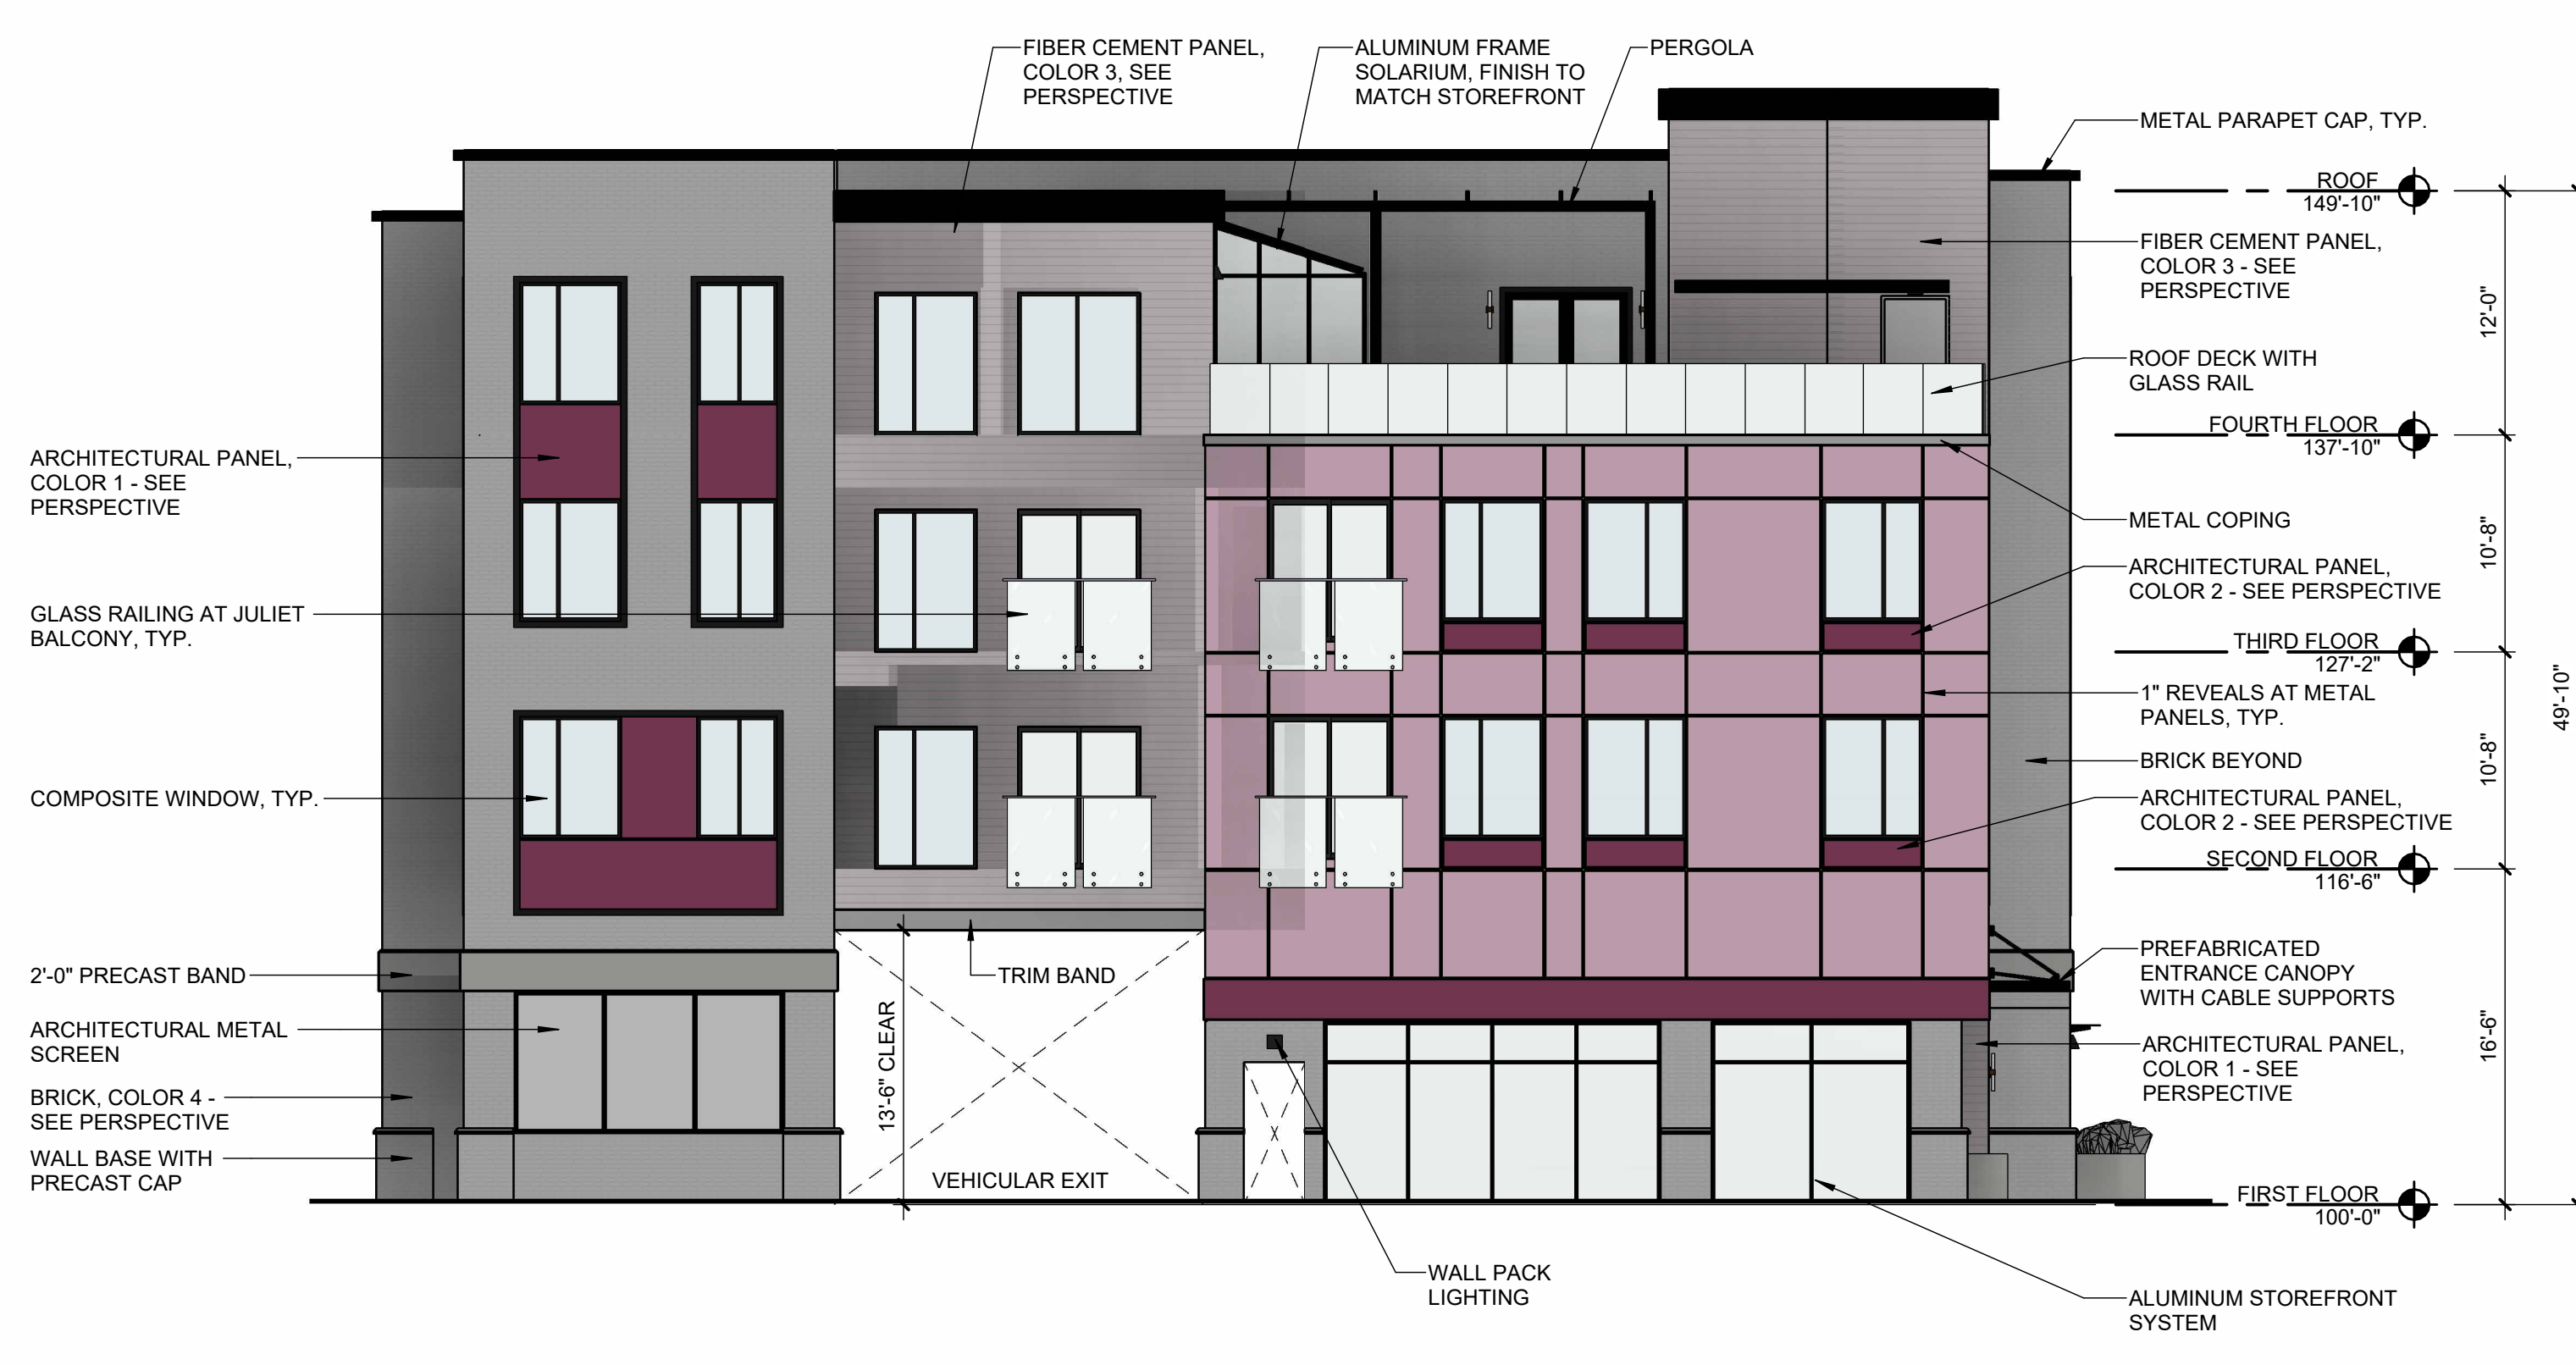 FIBER CEMENT PANEL,
COLOR 3, SEE
PERSPECTIVE
ALUMINUM FRAME
SOLARIUM, FINISH TO
MATCH STOREFRONT
PERGOLA
METAL PARAPET CAP, TYP.
ROOF
149'-10"
FIBER CEMENT PANEL,
COLOR 3 - SEE
PERSPECTIVE
12'-0"
ROOF DECK WITH
GLASS RAIL
FOURTH FLOOR
137'-10"
ARCHITECTURAL PANEL,
COLOR 1 - SEE
PERSPECTIVE
METAL COPING
10'-8"
ARCHITECTURAL PANEL,
COLOR 2 - SEE PERSPECTIVE
GLASS RAILING AT JULIET
BALCONY, TYP.
THIRD FLOOR
127'-2"
1" REVEALS AT METAL
PANELS, TYP.
49'-10"
BRICK BEYOND
10'-8"
COMPOSITE WINDOW, TYP.
ARCHITECTURAL PANEL,
COLOR 2 - SEE PERSPECTIVE
SECOND FLOOR
116'-6"
2'-0" PRECAST BAND
TRIM BAND
PREFABRICATED
ENTRANCE CANOPY
WITH CABLE SUPPORTS
ARCHITECTURAL METAL
SCREEN
13'-6" CLEAR
16'-6"
ARCHITECTURAL PANEL,
COLOR 1 - SEE
PERSPECTIVE
BRICK, COLOR 4 -
SEE PERSPECTIVE
WALL BASE WITH
PRECAST CAP
VEHICULAR EXIT
FIRST FLOOR
100'-0"
WALL PACK
LIGHTING
ALUMINUM STOREFRONT
SYSTEM